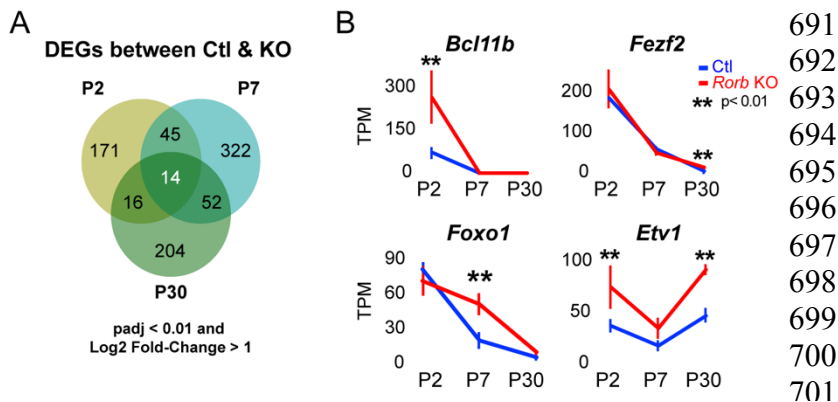 A
DEGs between Ctl & KO
P2
P7
45
171
322
14
16
52
204
P30
padj < 0.01 and
Log2 Fold-Change > 1
B
Bcl11b
**
300
150
0
TPM
P2 P7 P30
Fezf2
Ctl
Rorb KO
** p< 0.01
200
100
0
**
P2 P7 P30
Foxo1
90
60
30
0
TPM
**
P2 P7 P30
Etv1
100
50
0
** **
P2 P7 P30
691
692
693
694
695
696
697
698
699
700
701